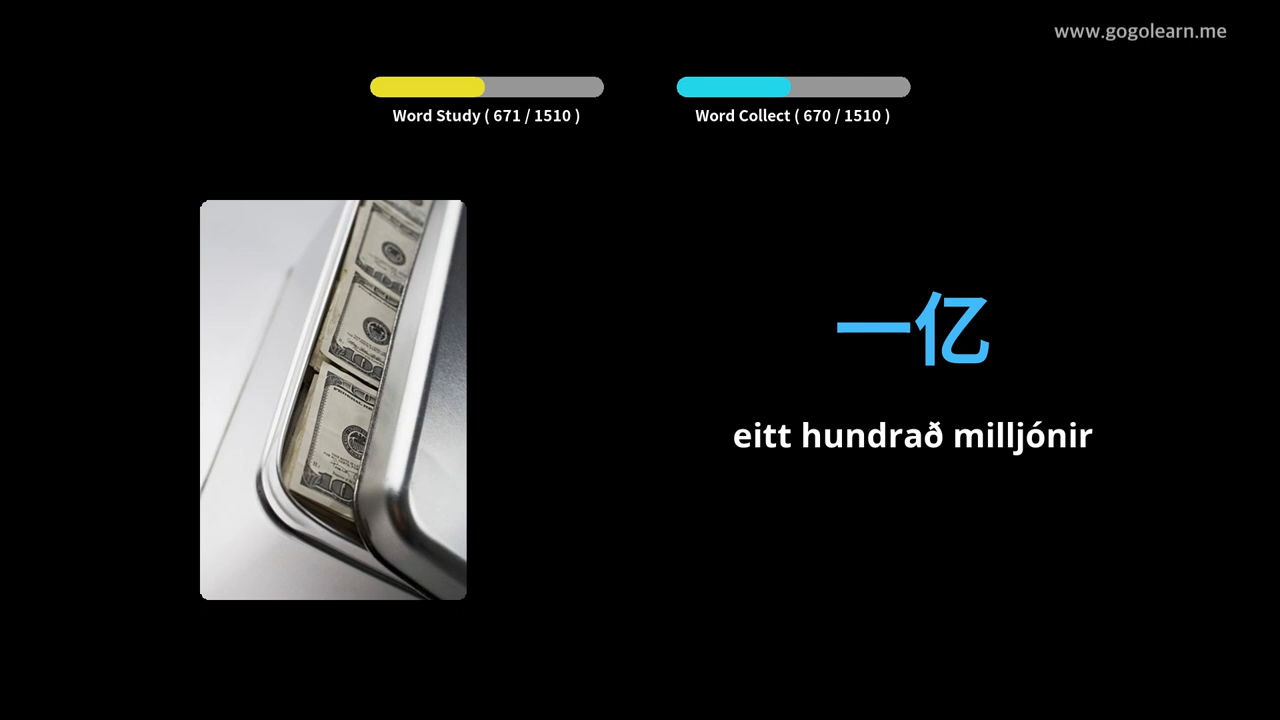 www.gogolearn.me
Word Study ( 671 / 1510 )
Word Collect ( 670 / 1510 )
一亿
eitt hundrað milljónir